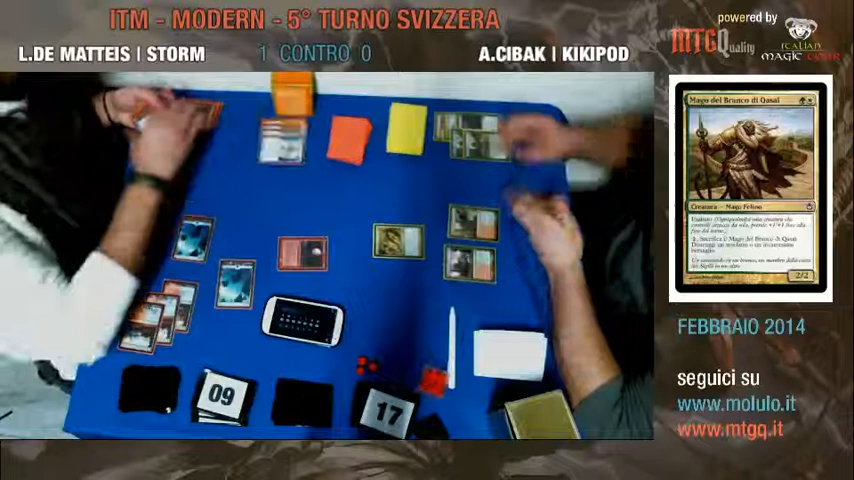 ITM - MODERN - 5° TURNO SVIZZERA
powered by
MTGQuality
ITALIAN
MAGIC TOUR
L.DE MATTEIS | STORM
1 CONTRO 0
A.CIBAK | KIKIPOD
Mago del Branco di Qasal
Creatura - Mago Felino
2/2
FEBBRAIO 2014
seguici su
www.molulo.it
www.mtgq.it
09
17